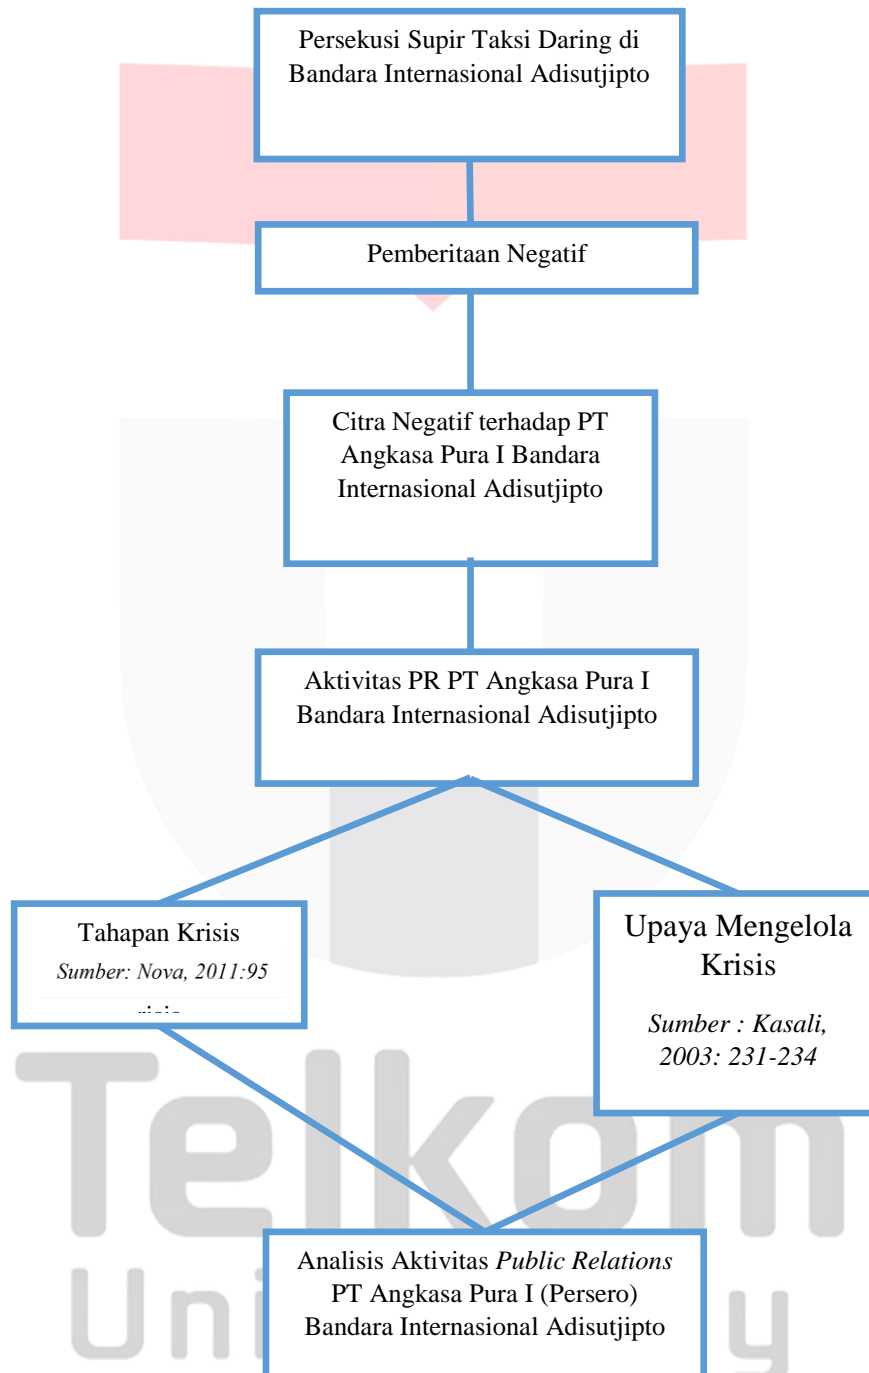 Persekusi Supir Taksi Daring di
Bandara Internasional Adisutjipto
Pemberitaan Negatif
Citra Negatif terhadap PT
Angkasa Pura I Bandara
Internasional Adisutjipto
Aktivitas PR PT Angkasa Pura I
Bandara Internasional Adisutjipto
Tahapan Krisis
Sumber: Nova, 2011:95
Upaya Mengelola
Krisis
Sumber : Kasali,
2003: 231-234
Telkom
Analisis Aktivitas Public Relations
PT Angkasa Pura I (Persero)
Bandara Internasional Adisutjipto